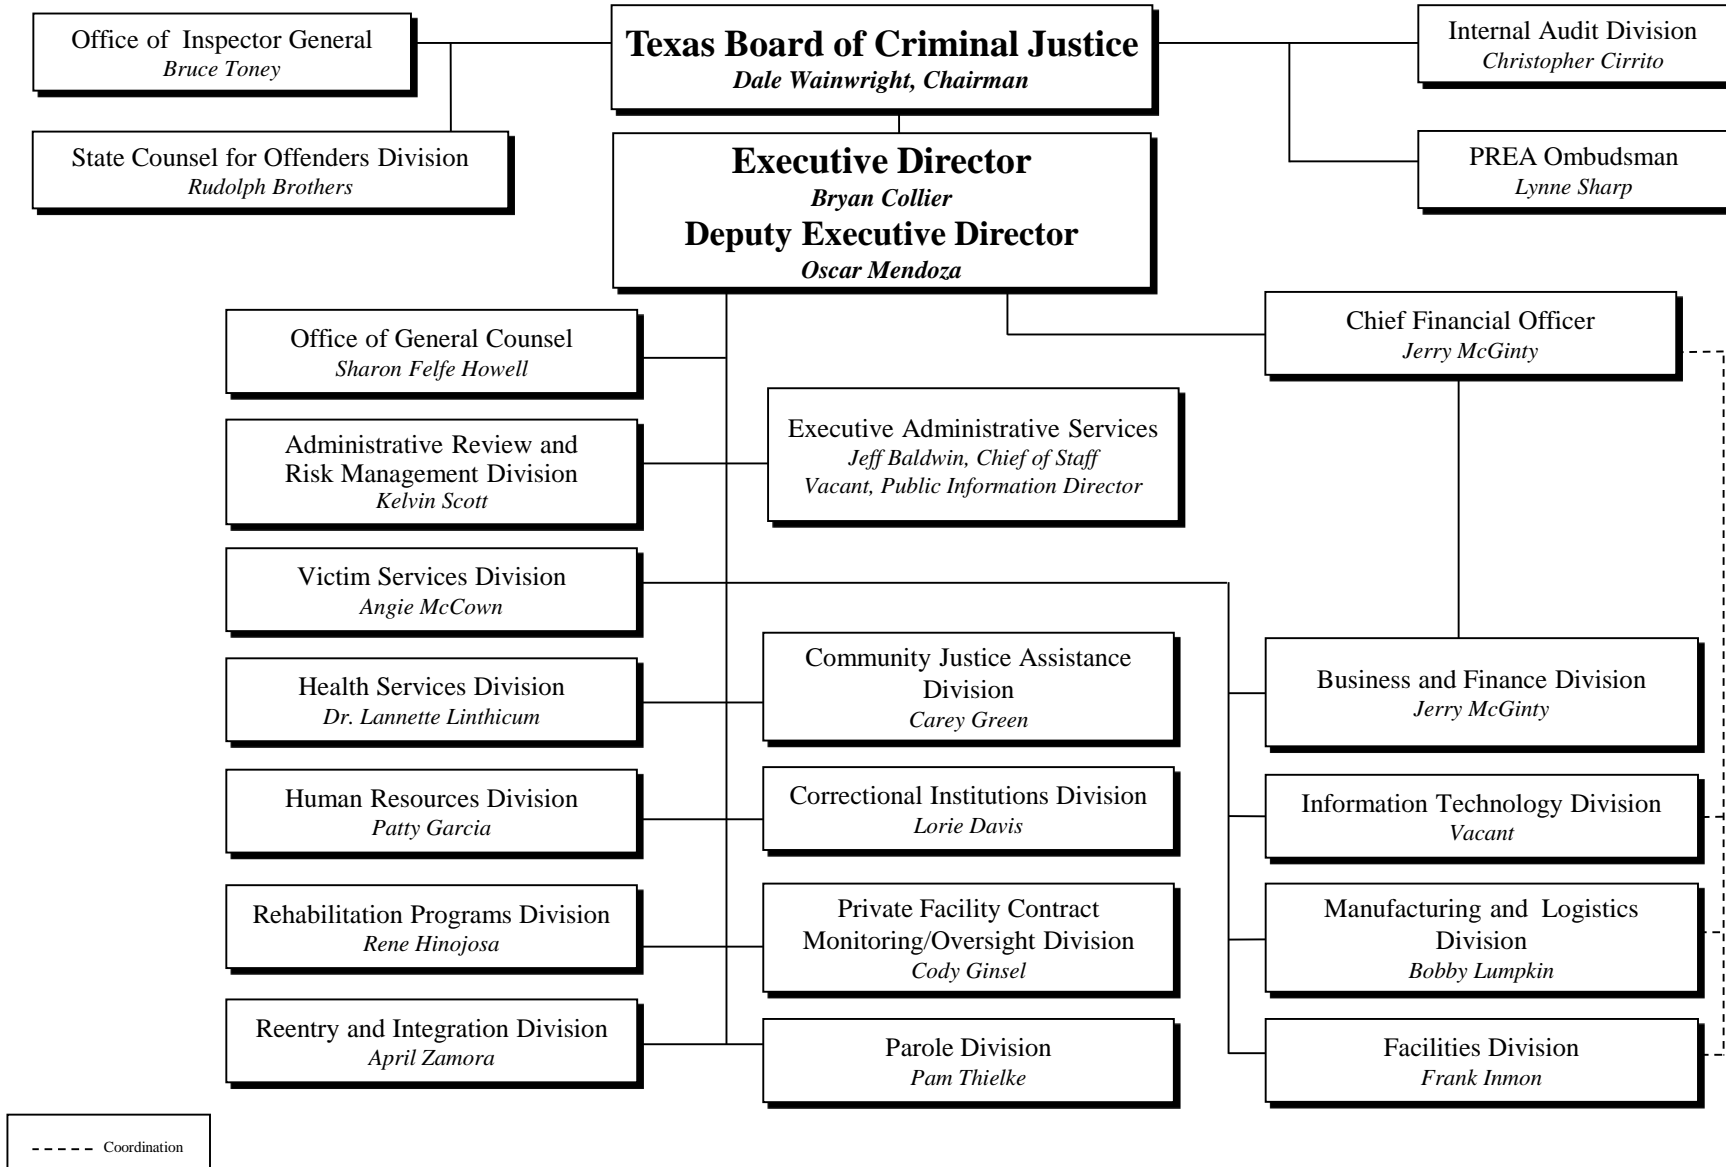 Office of Inspector General
Bruce Toney
Texas Board of Criminal Justice
Dale Wainwright, Chairman
Internal Audit Division
Christopher Cirrito
State Counsel for Offenders Division
Rudolph Brothers
Executive Director
Bryan Collier
Deputy Executive Director
Oscar Mendoza
PREA Ombudsman
Lynne Sharp
Office of General Counsel
Sharon Felfe Howell
Chief Financial Officer
Jerry McGinty
Administrative Review and
Risk Management Division
Kelvin Scott
Executive Administrative Services
Jeff Baldwin, Chief of Staff
Vacant, Public Information Director
Victim Services Division
Angie McCown
Health Services Division
Dr. Lannette Linthicum
Community Justice Assistance
Division
Carey Green
Business and Finance Division
Jerry McGinty
Human Resources Division
Patty Garcia
Correctional Institutions Division
Lorie Davis
Information Technology Division
Vacant
Rehabilitation Programs Division
Rene Hinojosa
Private Facility Contract
Monitoring/Oversight Division
Cody Ginsel
Manufacturing and Logistics
Division
Bobby Lumpkin
Reentry and Integration Division
April Zamora
Parole Division
Pam Thielke
Facilities Division
Frank Inmon
Coordination